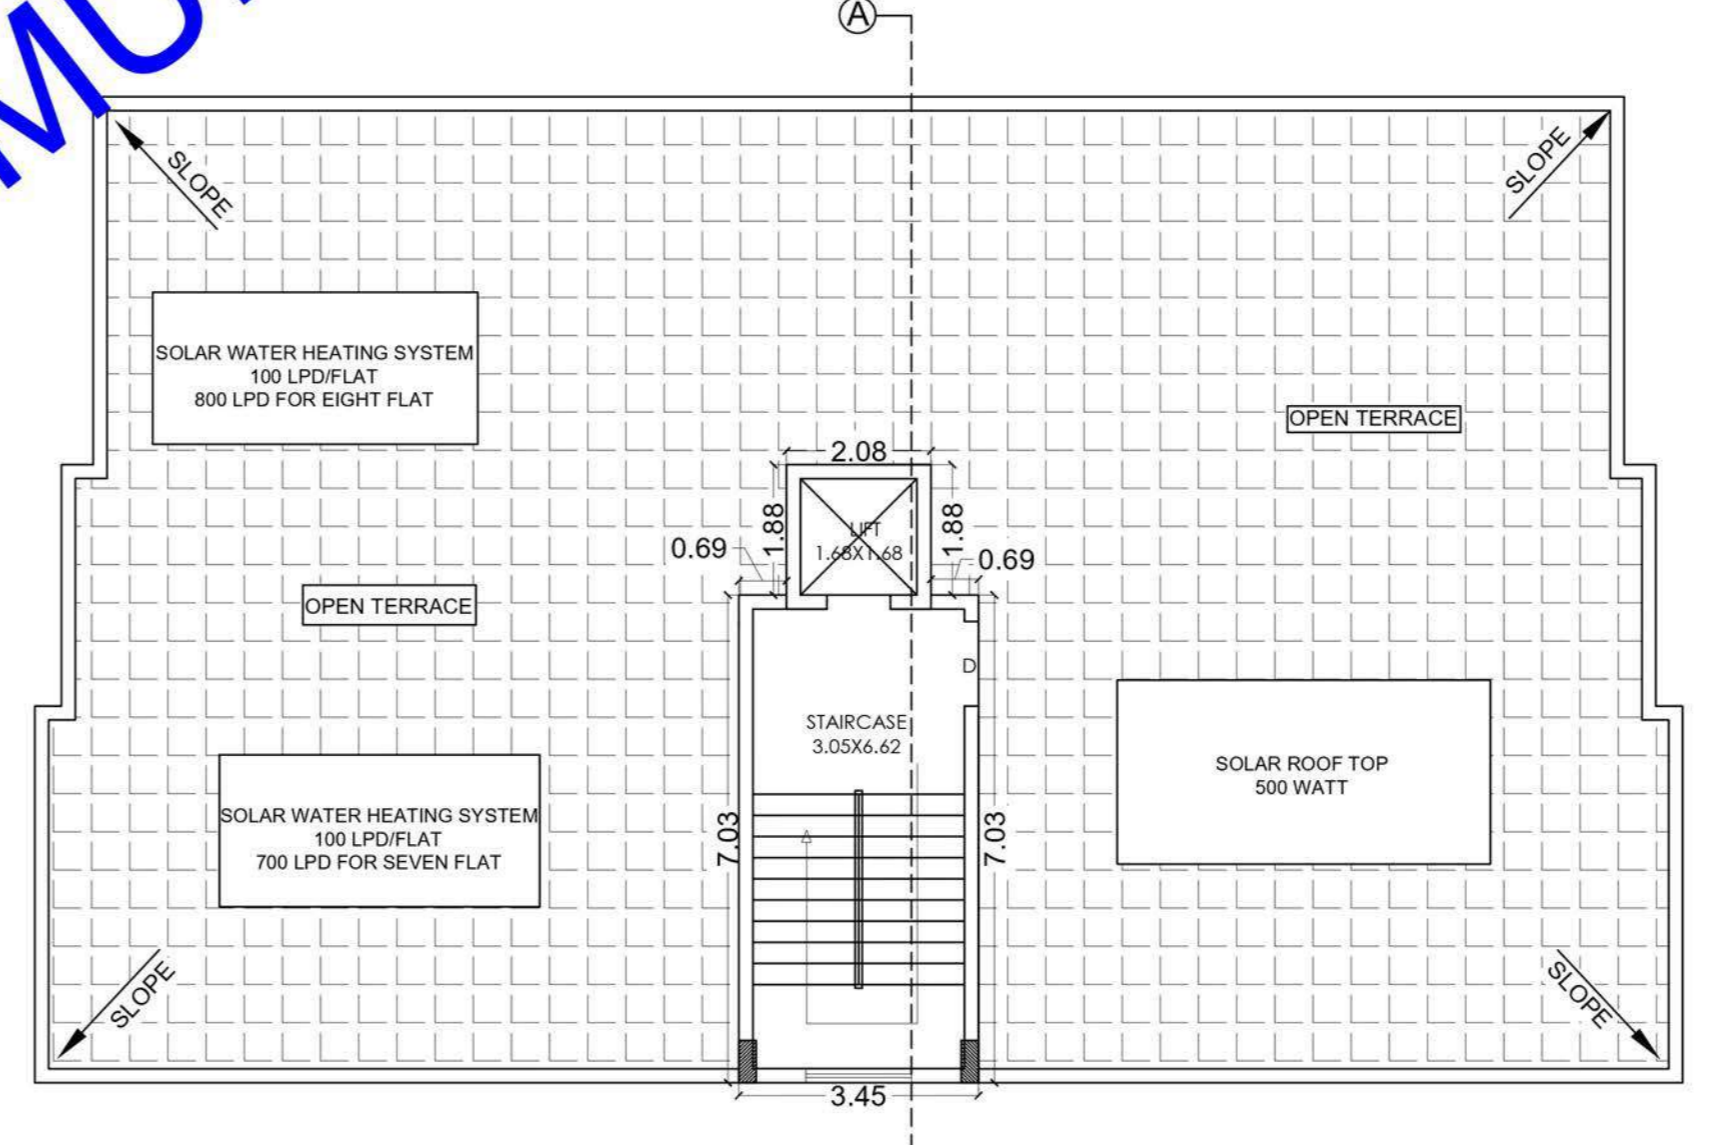 MU
A
SLOPE
SLOPE
SOLAR WATER HEATING SYSTEM
100 LPD/FLAT
800 LPD FOR EIGHT FLAT
OPEN TERRACE
2.08
1.88
LIFT
1.68X1.68
1.88
0.69
0.69
OPEN TERRACE
D
STAIRCASE
3.05X6.62
SOLAR ROOF TOP
500 WATT
SOLAR WATER HEATING SYSTEM
100 LPD/FLAT
700 LPD FOR SEVEN FLAT
7.03
7.03
SLOPE
SLOPE
3.45